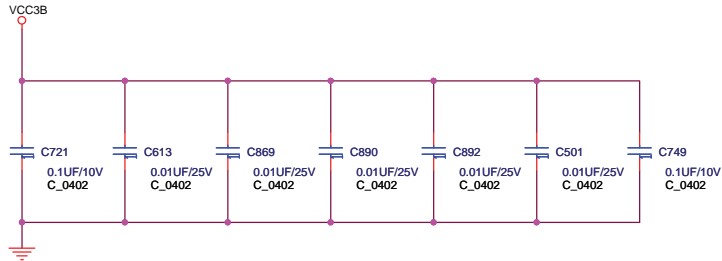 VCC3B
C721
0.1UF/10V
C_0402
C613
0.01UF/25V
C_0402
C869
0.01UF/25V
C_0402
C890
0.01UF/25V
C_0402
C892
0.01UF/25V
C_0402
C501
0.01UF/25V
C_0402
C749
0.1UF/10V
C_0402